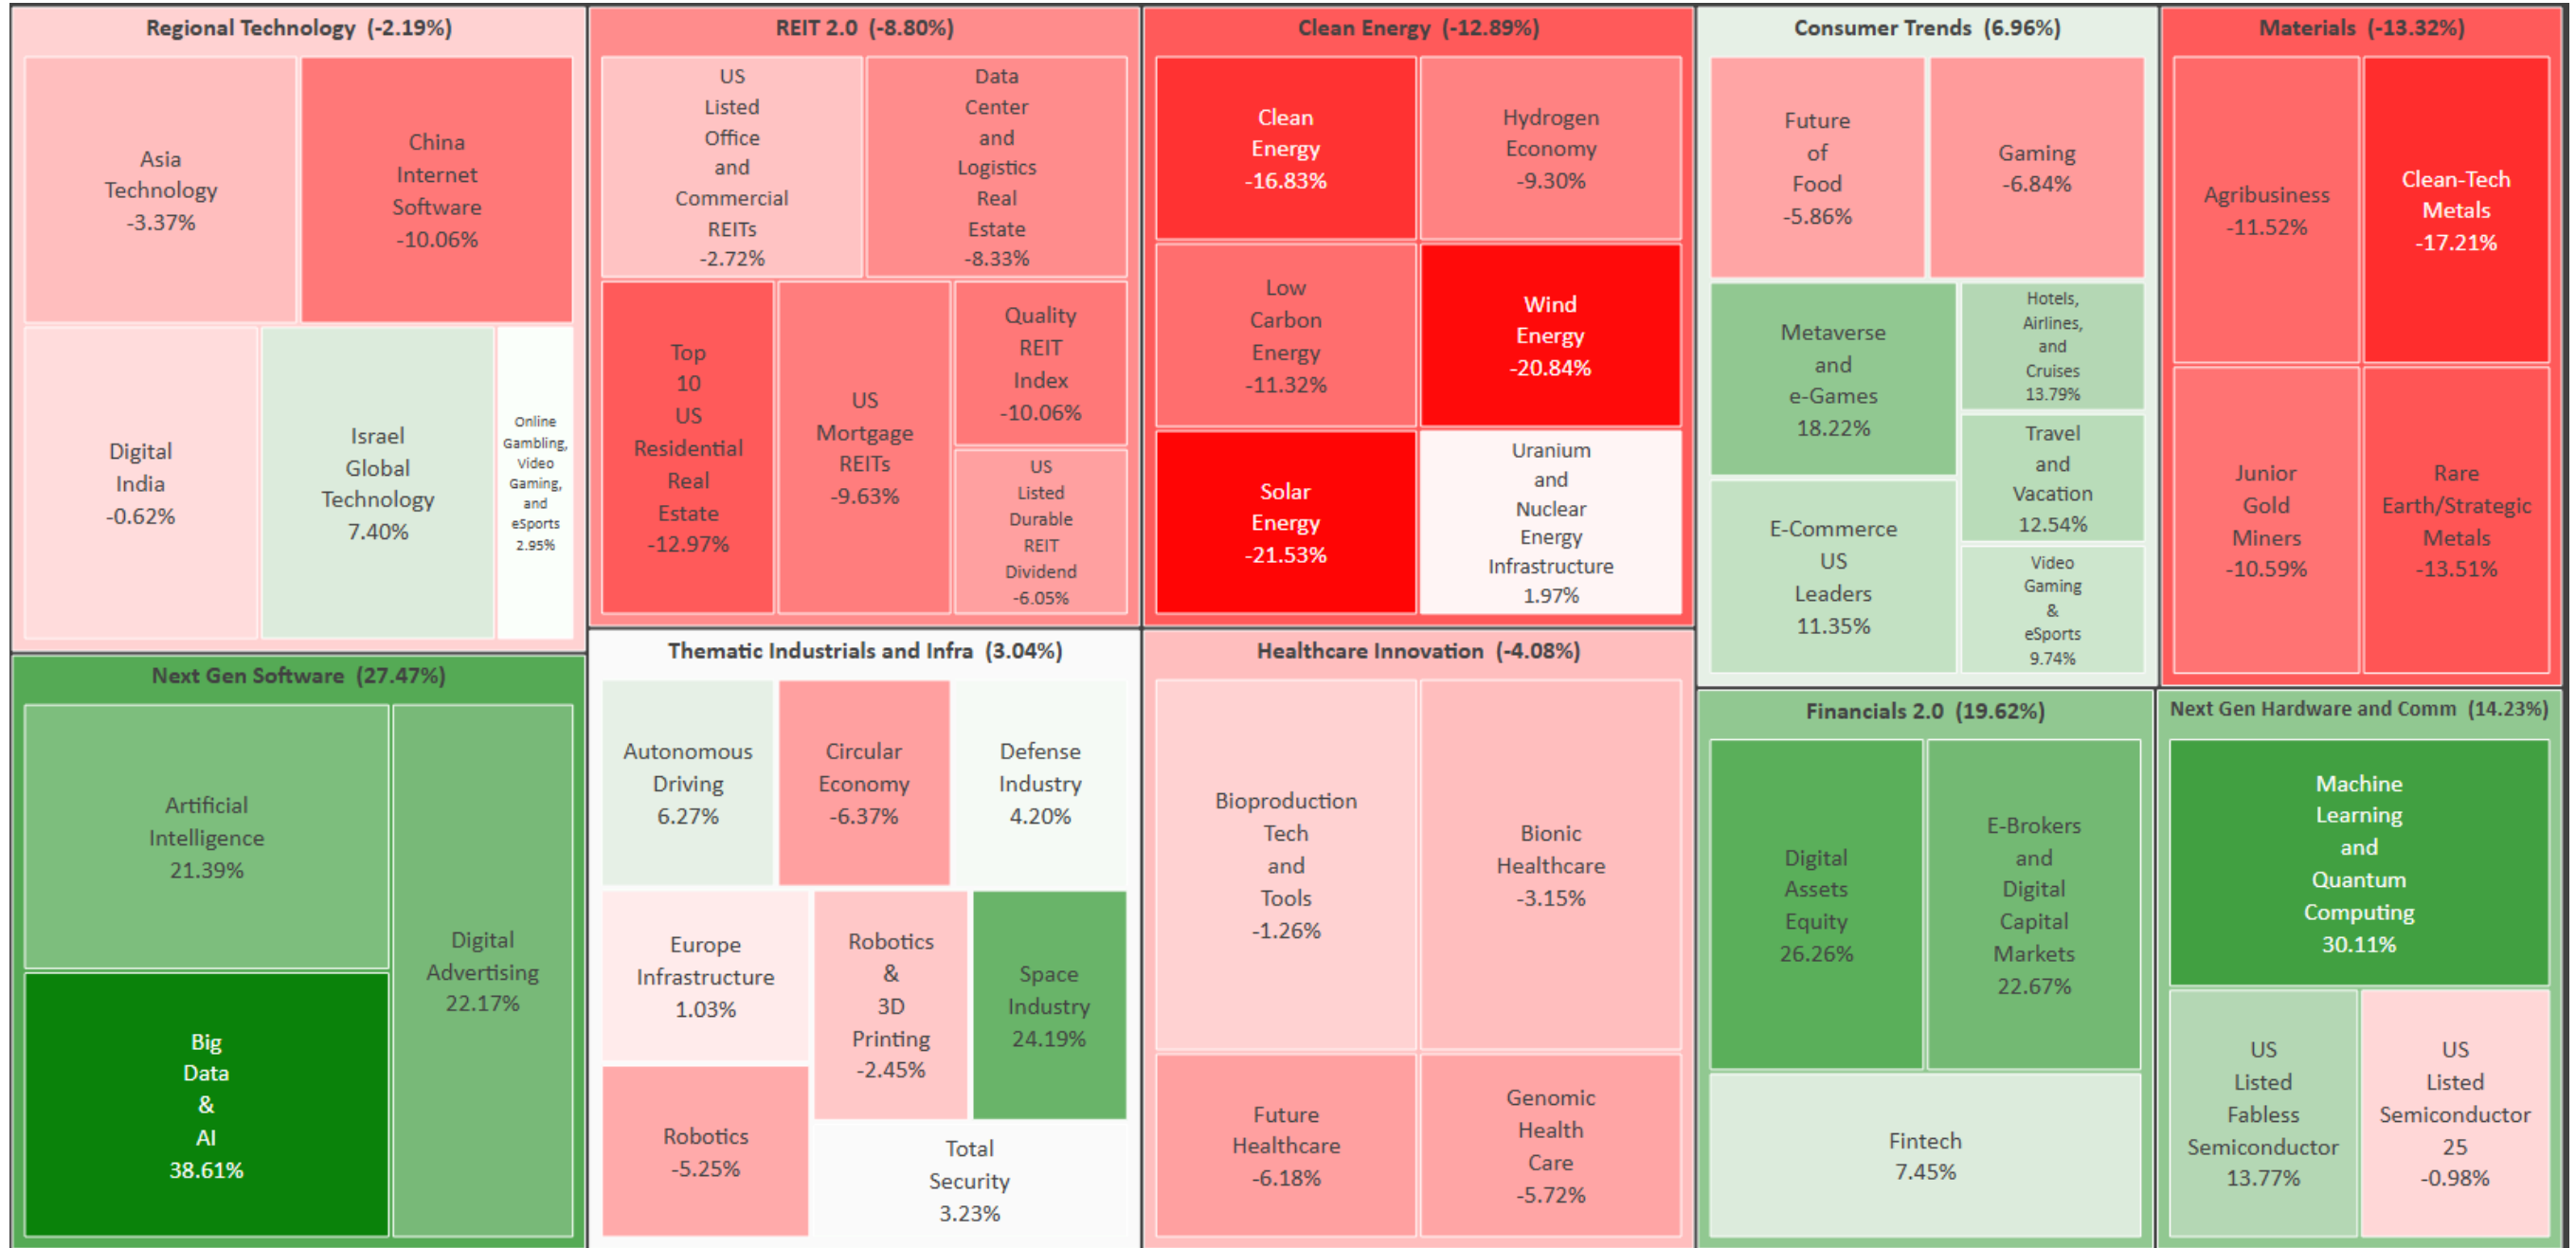 Regional Technology (-2.19%)
Asia
Technology
-3.37%
China
Internet
Software
-10.06%
Digital
India
-0.62%
Israel
Global
Technology
7.40%
Online
Gambling,
Video
Gaming,
and
eSports
2.95%
Next Gen Software (27.47%)
Artificial
Intelligence
21.39%
Big
Data
&
AI
38.61%
Digital
Advertising
22.17%
REIT 2.0 (-8.80%)
US
Listed
Office
and
Commercial
REITs
-2.72%
Data
Center
and
Logistics
Real
Estate
-8.33%
Top
10
US
Residential
Real
Estate
-12.97%
US
Mortgage
REITs
-9.63%
Quality
REIT
Index
-10.06%
US
Listed
Durable
REIT
Dividend
-6.05%
Thematic Industrials and Infra (3.04%)
Autonomous
Driving
6.27%
Circular
Economy
-6.37%
Defense
Industry
4.20%
Europe
Infrastructure
1.03%
Robotics
-5.25%
Robotics
&
3D
Printing
-2.45%
Space
Industry
24.19%
Total
Security
3.23%
Clean Energy (-12.89%)
Clean
Energy
-16.83%
Hydrogen
Economy
-9.30%
Low
Carbon
Energy
-11.32%
Wind
Energy
-20.84%
Solar
Energy
-21.53%
Uranium
and
Nuclear
Energy
Infrastructure
1.97%
Healthcare Innovation (-4.08%)
Bioproduction
Tech
and
Tools
-1.26%
Bionic
Healthcare
-3.15%
Future
Healthcare
-6.18%
Genomic
Health
Care
-5.72%
Consumer Trends (6.96%)
Future
of
Food
-5.86%
Gaming
-6.84%
Metaverse
and
e-Games
18.22%
E-Commerce
US
Leaders
11.35%
Hotels,
Airlines,
and
Cruises
13.79%
Travel
and
Vacation
12.54%
Video
Gaming
&
eSports
9.74%
Financials 2.0 (19.62%)
Digital
Assets
Equity
26.26%
E-Brokers
and
Digital
Capital
Markets
22.67%
Fintech
7.45%
Materials (-13.32%)
Agribusiness
-11.52%
Clean-Tech
Metals
-17.21%
Junior
Gold
Miners
-10.59%
Rare
Earth/Strategic
Metals
-13.51%
Next Gen Hardware and Comm (14.23%)
Machine
Learning
and
Quantum
Computing
30.11%
US
Listed
Fabless
Semiconductor
13.77%
US
Listed
Semiconductor
25
-0.98%